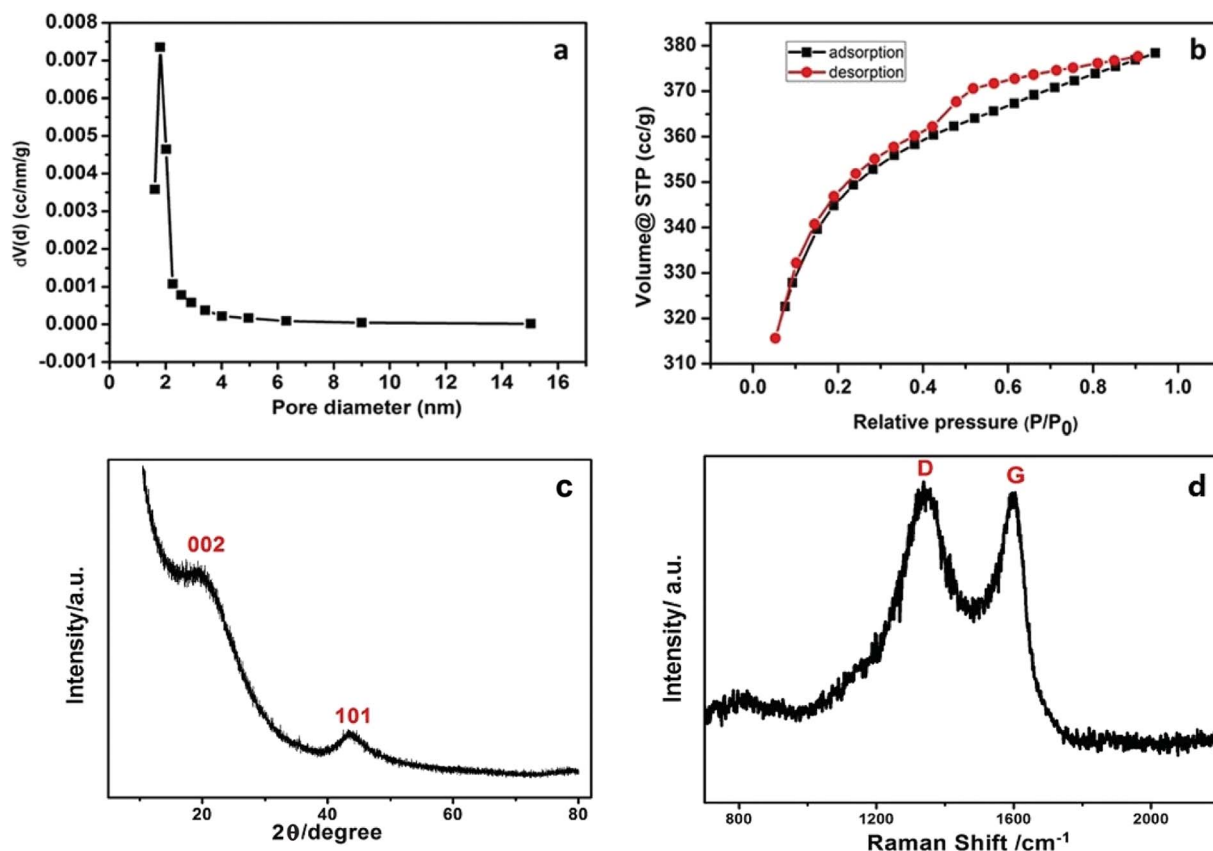 a
0.008
0.007
0.006
0.005
0.004
0.003
0.002
0.001
0.000
-0.001
dV(d) (cc/nm/g)
0 2 4 6 8 10 12 14 16
Pore diameter (nm)
b
adsorption
desorption
380
370
360
350
340
330
320
310
Volume@ STP (cc/g)
0.0 0.2 0.4 0.6 0.8 1.0
Relative pressure (P/P₀)
c
002
101
Intensity/a.u.
20 40 60 80
2θ/degree
d
D
G
Intensity/ a.u.
800 1200 1600 2000
Raman Shift /cm⁻¹